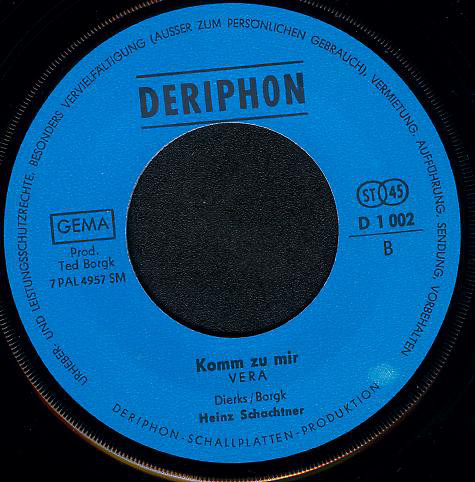 URHEBER- UND LEISTUNGSSCHUTZRECHTE, BESONDERS VERVIELFÄLTIGUNG (AUSSER ZUM PERSÖNLICHEN GEBRAUCH), VERMIETUNG, AUFFÜHRUNG, SENDUNG, VORBEHALTEN
DERIPHON
GEMA
Prod.
Ted Borgk
7 PAL 4957 SM
ST 45
D 1 002
B
Komm zu mir
VERA
Dierks/Borgk
Heinz Schachtner
DERIPHON-SCHALLPLATTEN-PRODUKTION